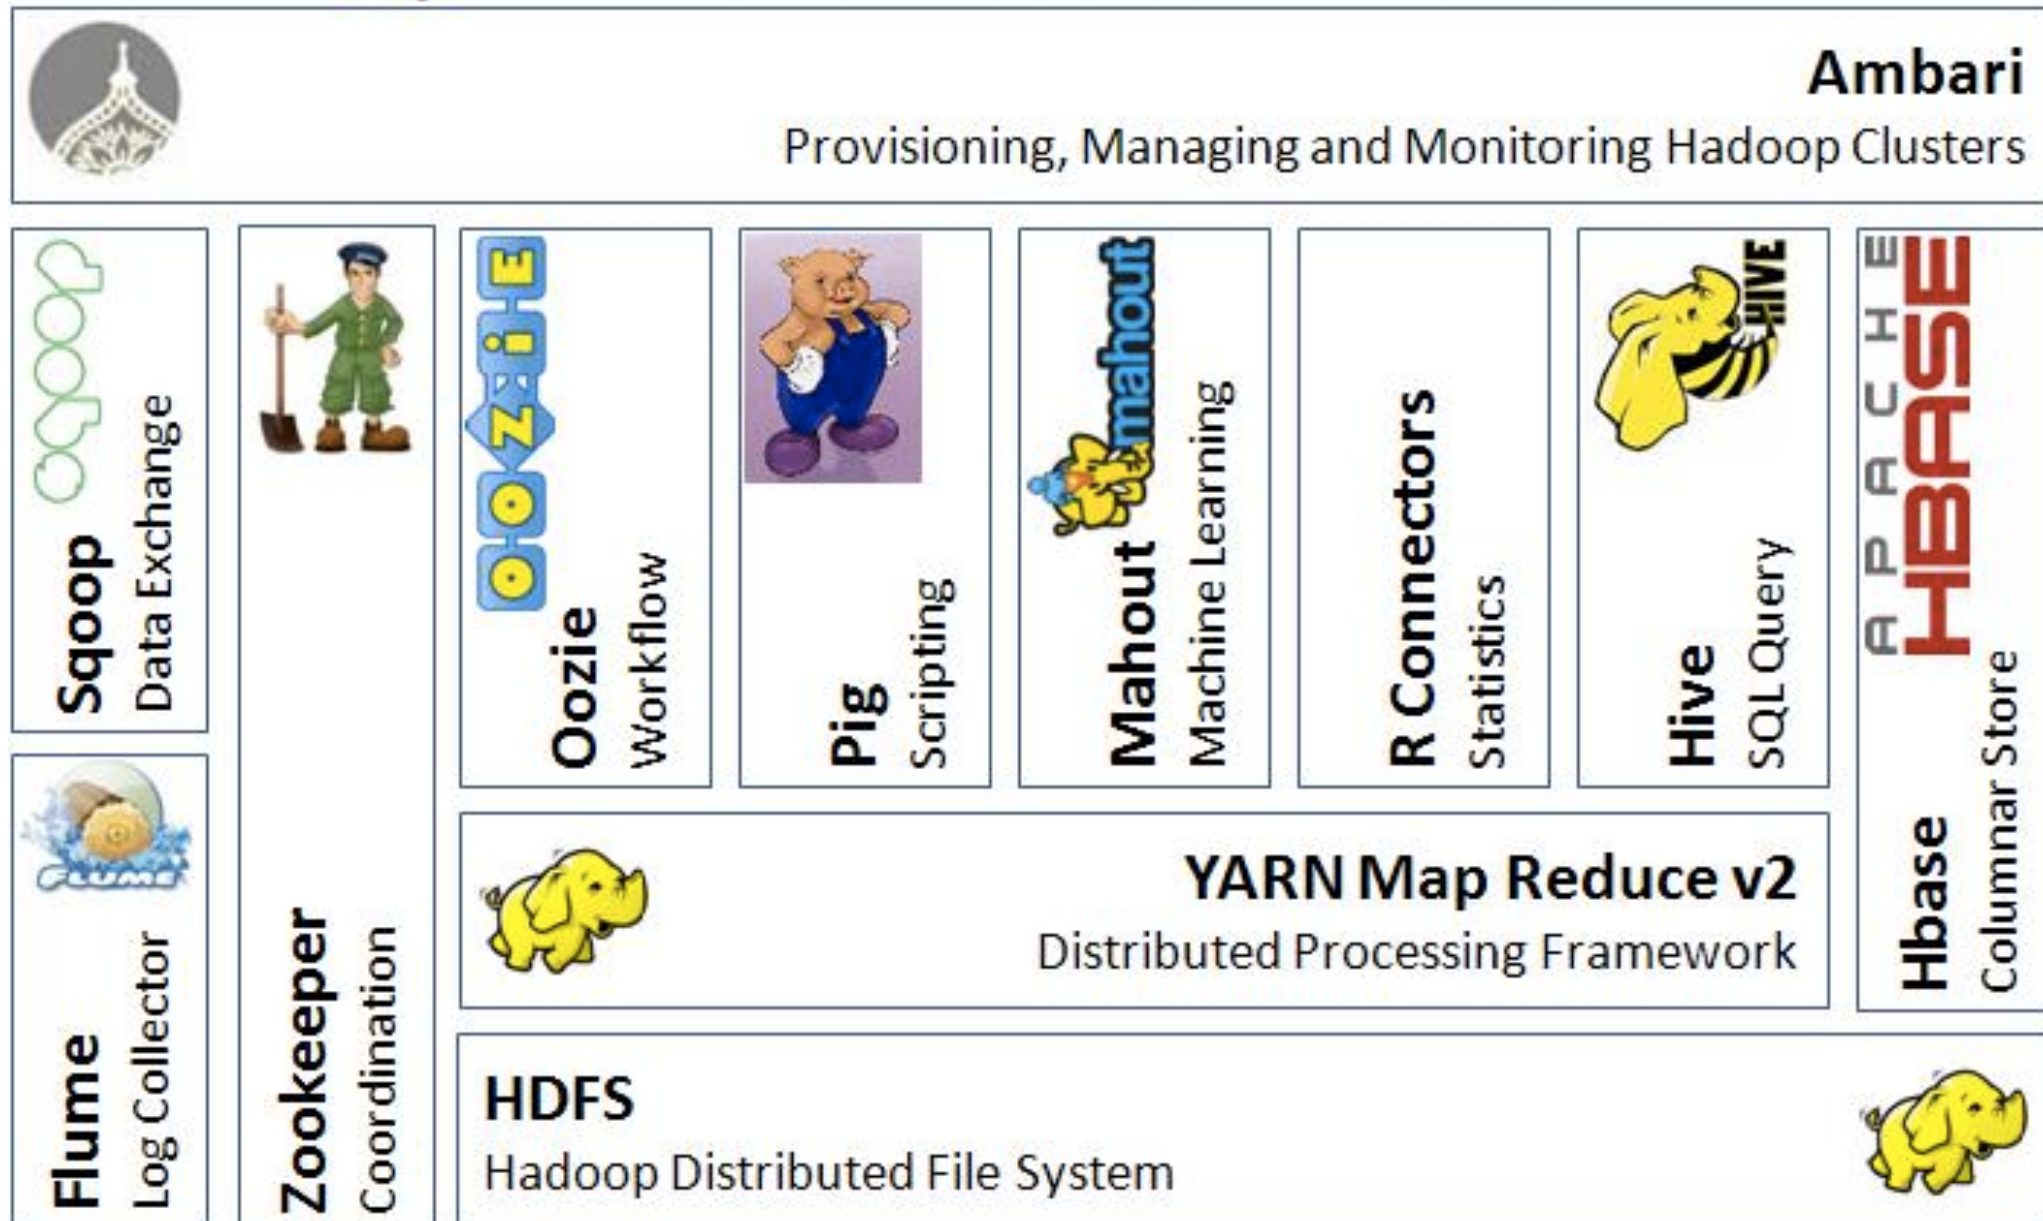 Ambari
Provisioning, Managing and Monitoring Hadoop Clusters
sqoop
Sqoop
Data Exchange
FLUME
Flume
Log Collector
Zookeeper
Coordination
OOZiE
Oozie
Workflow
Pig
Scripting
mahout
Mahout
Machine Learning
R Connectors
Statistics
HIVE
Hive
SQL Query
APACHE
HBASE
Hbase
Columnar Store
YARN Map Reduce v2
Distributed Processing Framework
HDFS
Hadoop Distributed File System